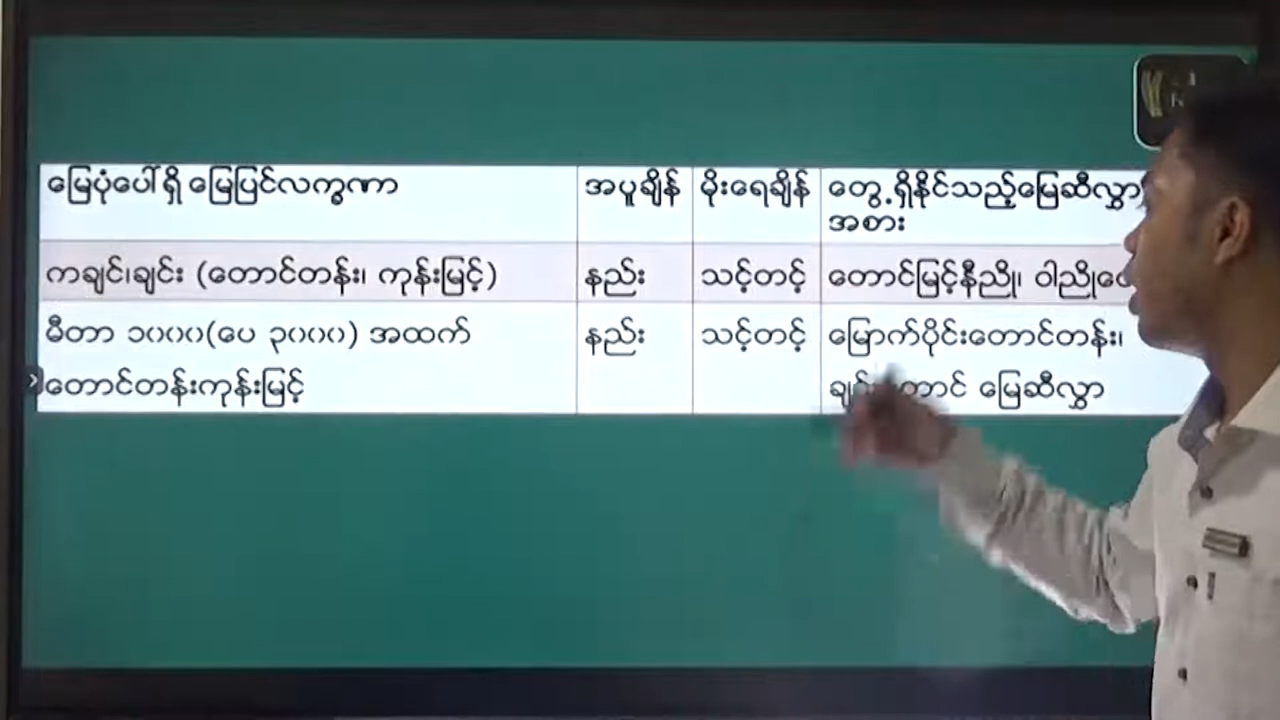 မြေပုံပေါ်ရှိ မြေပြင်လက္ခဏာ အပူချိန် မိုးရေချိန် တွေ့ရှိနိုင်သည့်မြေဆီလွှာ
အစား
ကချင်၊ချင်း (တောင်တန်း၊ ကုန်းမြင့်) နည်း သင့်တင့် တောင်မြင့်နီညို၊
မီတာ ၁၀၀၀(ပေ ၃၀၀၀) အထက် နည်း သင့်တင့် မြောက်ပိုင်းတောင်တန်း၊
တောင်တန်းကုန်းမြင့် မြေဆီလွှာ